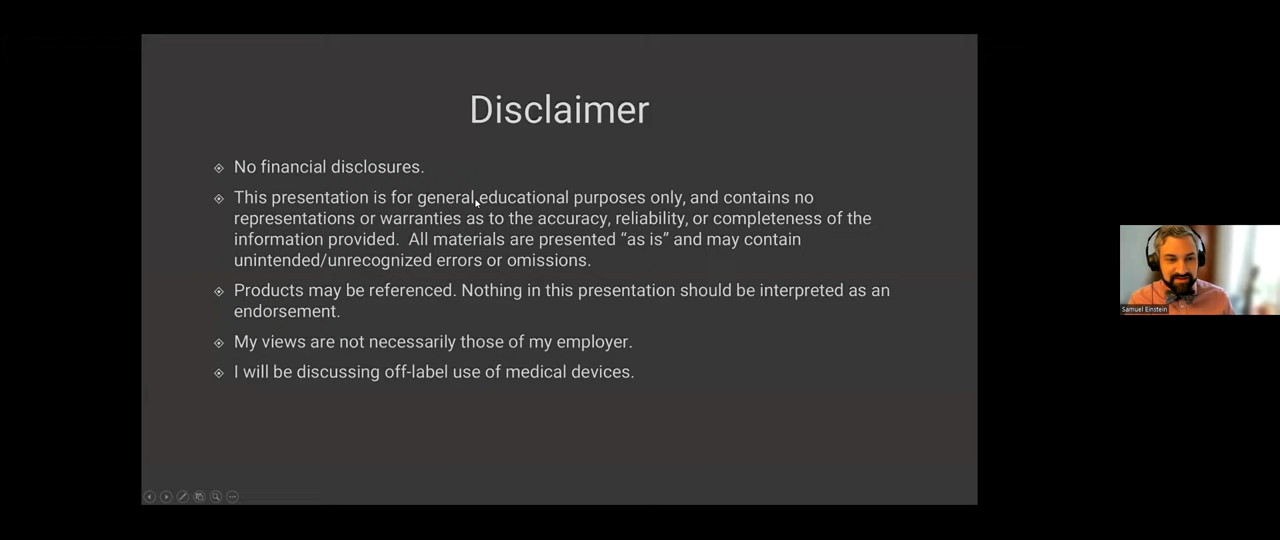 Disclaimer
No financial disclosures.
This presentation is for general educational purposes only, and contains no
representations or warranties as to the accuracy, reliability, or completeness of the
information provided.  All materials are presented “as is” and may contain
unintended/unrecognized errors or omissions.
Products may be referenced. Nothing in this presentation should be interpreted as an
endorsement.
My views are not necessarily those of my employer.
I will be discussing off-label use of medical devices.
Samuel Einstein